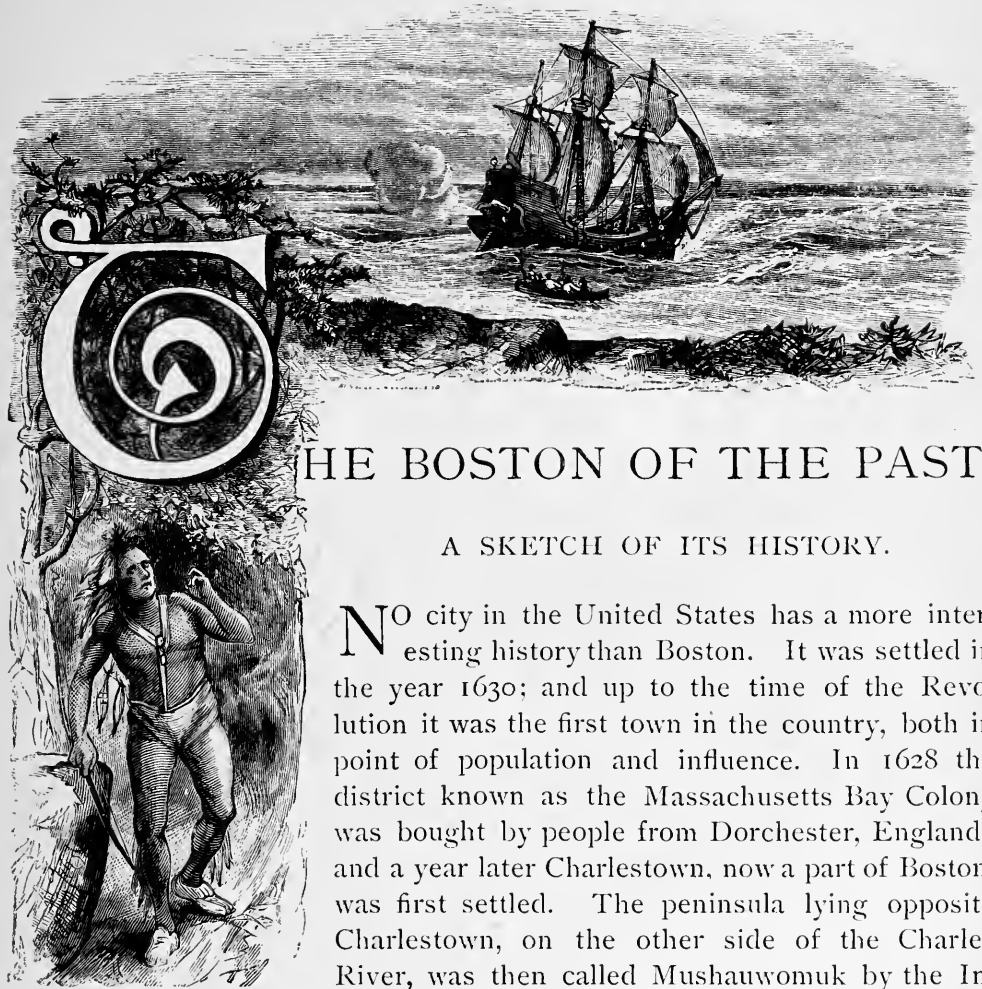 THE BOSTON OF THE PAST
A SKETCH OF ITS HISTORY.
NO city in the United States has a more inter
esting history than Boston. It was settled i
the year 1630; and up to the time of the Revo
lution it was the first town in the country, both i
point of population and influence. In 1628 th
district known as the Massachusetts Bay Colon
was bought by people from Dorchester, England
and a year later Charlestown, now a part of Boston
was first settled. The peninsula lying opposit
Charlestown, on the other side of the Charle
River, was then called Mushauwomuk by the In